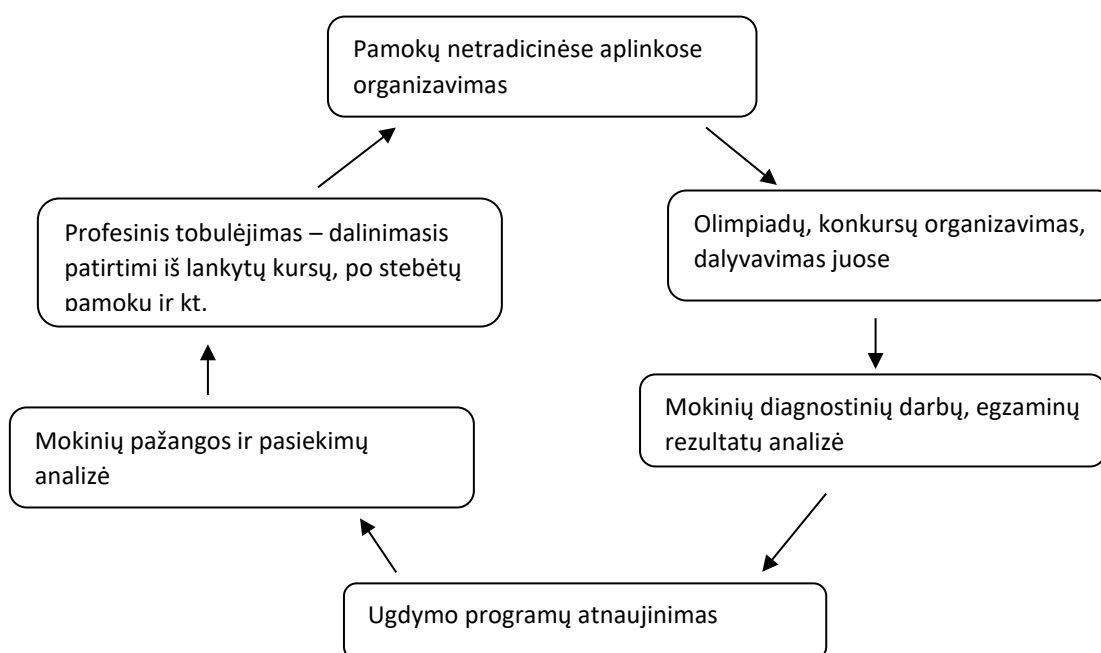 Pamokų netradicinėse aplinkose
organizavimas
Olimpiadų, konkursų organizavimas,
dalyvavimas juose
Mokinių diagnostinių darbų, egzaminų
rezultatų analizė
Ugdymo programų atnaujinimas
Mokinių pažangos ir pasiekimų
analizė
Profesinis tobulėjimas – dalinimasis
patirtimi iš lankytų kursų, po stebėtų
pamokų ir kt.